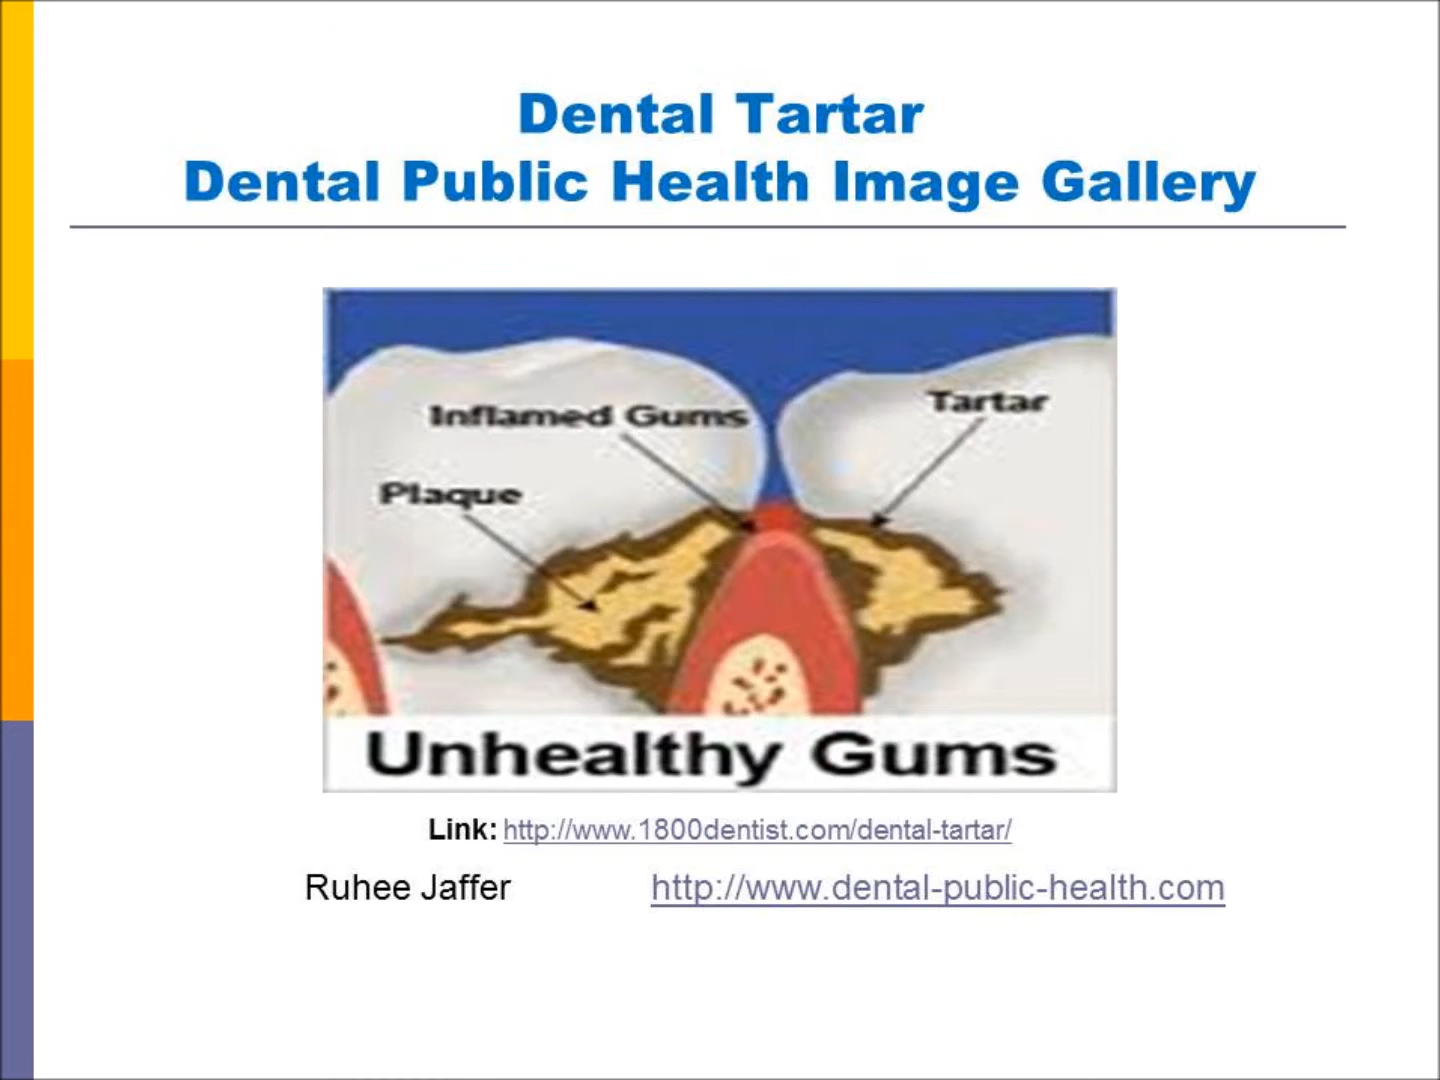 Dental Tartar
Dental Public Health Image Gallery
Inflamed Gums
Tartar
Plaque
Unhealthy Gums
Link: http://www.1800dentist.com/dental-tartar/
Ruhee Jaffer http://www.dental-public-health.com